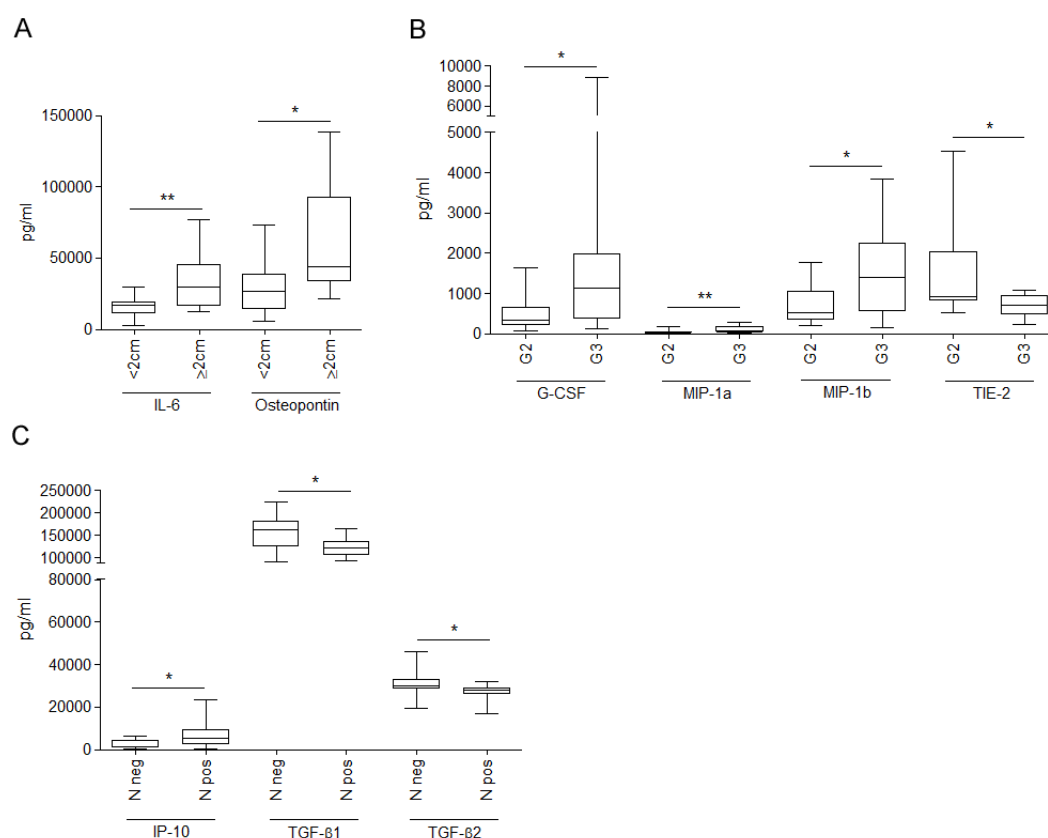 A
150000
100000
50000
0
pg/ml
*
**
<2cm
≥2cm
<2cm
≥2cm
IL-6
Osteopontin
B
10000
8000
6000
5000
4000
3000
2000
1000
0
pg/ml
*
**
*
*
G2
G3
G2
G3
G2
G3
G2
G3
G-CSF
MIP-1a
MIP-1b
TIE-2
C
250000
200000
150000
100000
80000
60000
40000
20000
0
pg/ml
*
*
*
N neg
N pos
N neg
N pos
N neg
N pos
IP-10
TGF-ß1
TGF-ß2